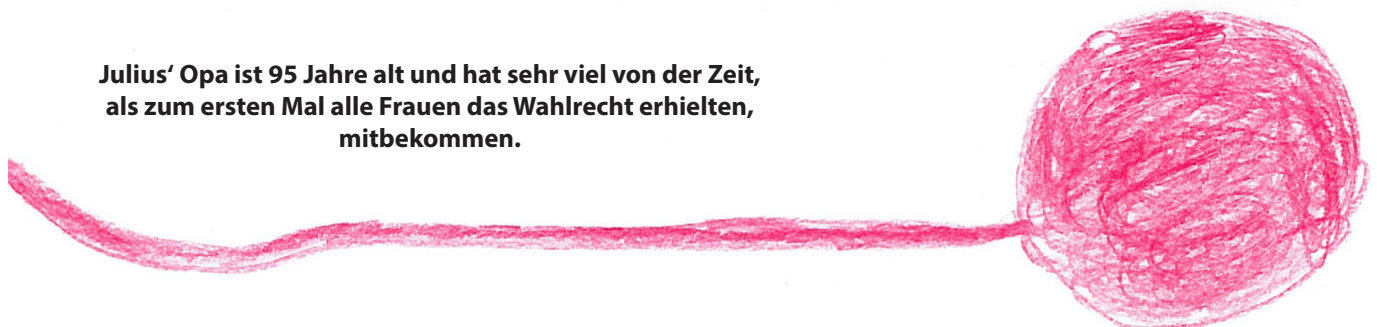 Julius‘ Opa ist 95 Jahre alt und hat sehr viel von der Zeit,
als zum ersten Mal alle Frauen das Wahlrecht erhielten,
mitbekommen.